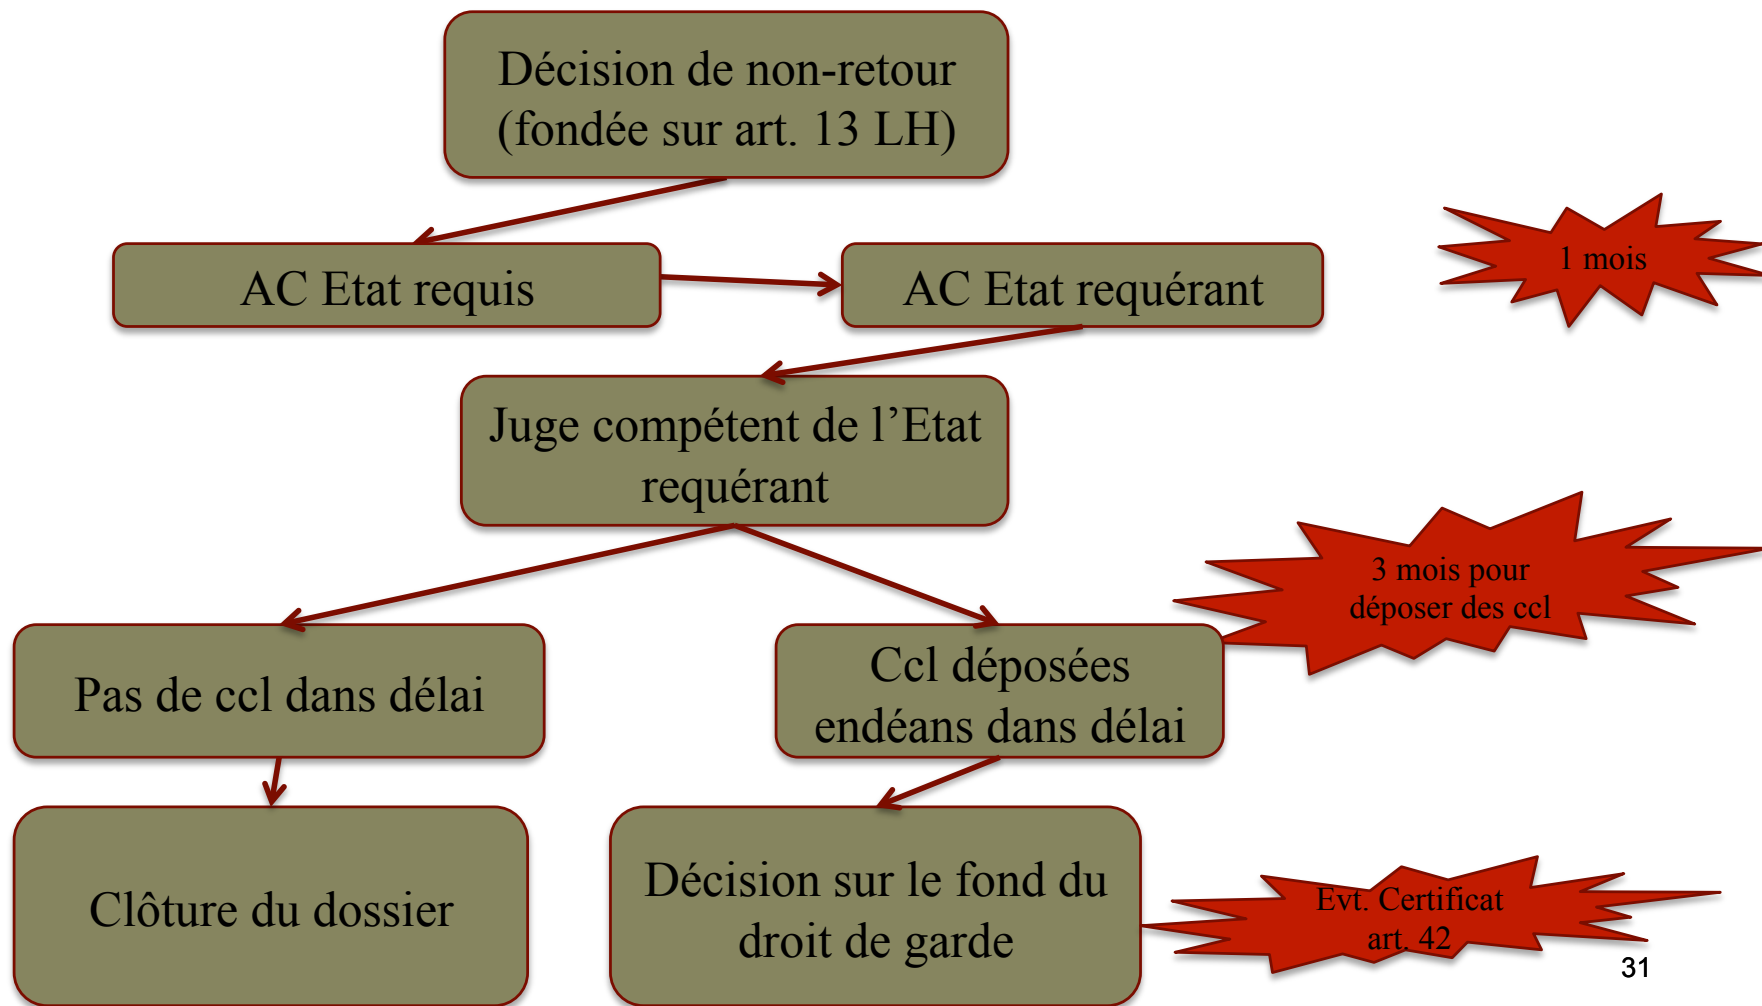 Décision de non-retour
(fondée sur art. 13 LH)
AC Etat requis
AC Etat requérant
1 mois
Juge compétent de l’Etat
requérant
3 mois pour
déposer des ccl
Pas de ccl dans délai
Ccl déposées
endéans dans délai
Clôture du dossier
Décision sur le fond du
droit de garde
Evt. Certificat
art. 42
31